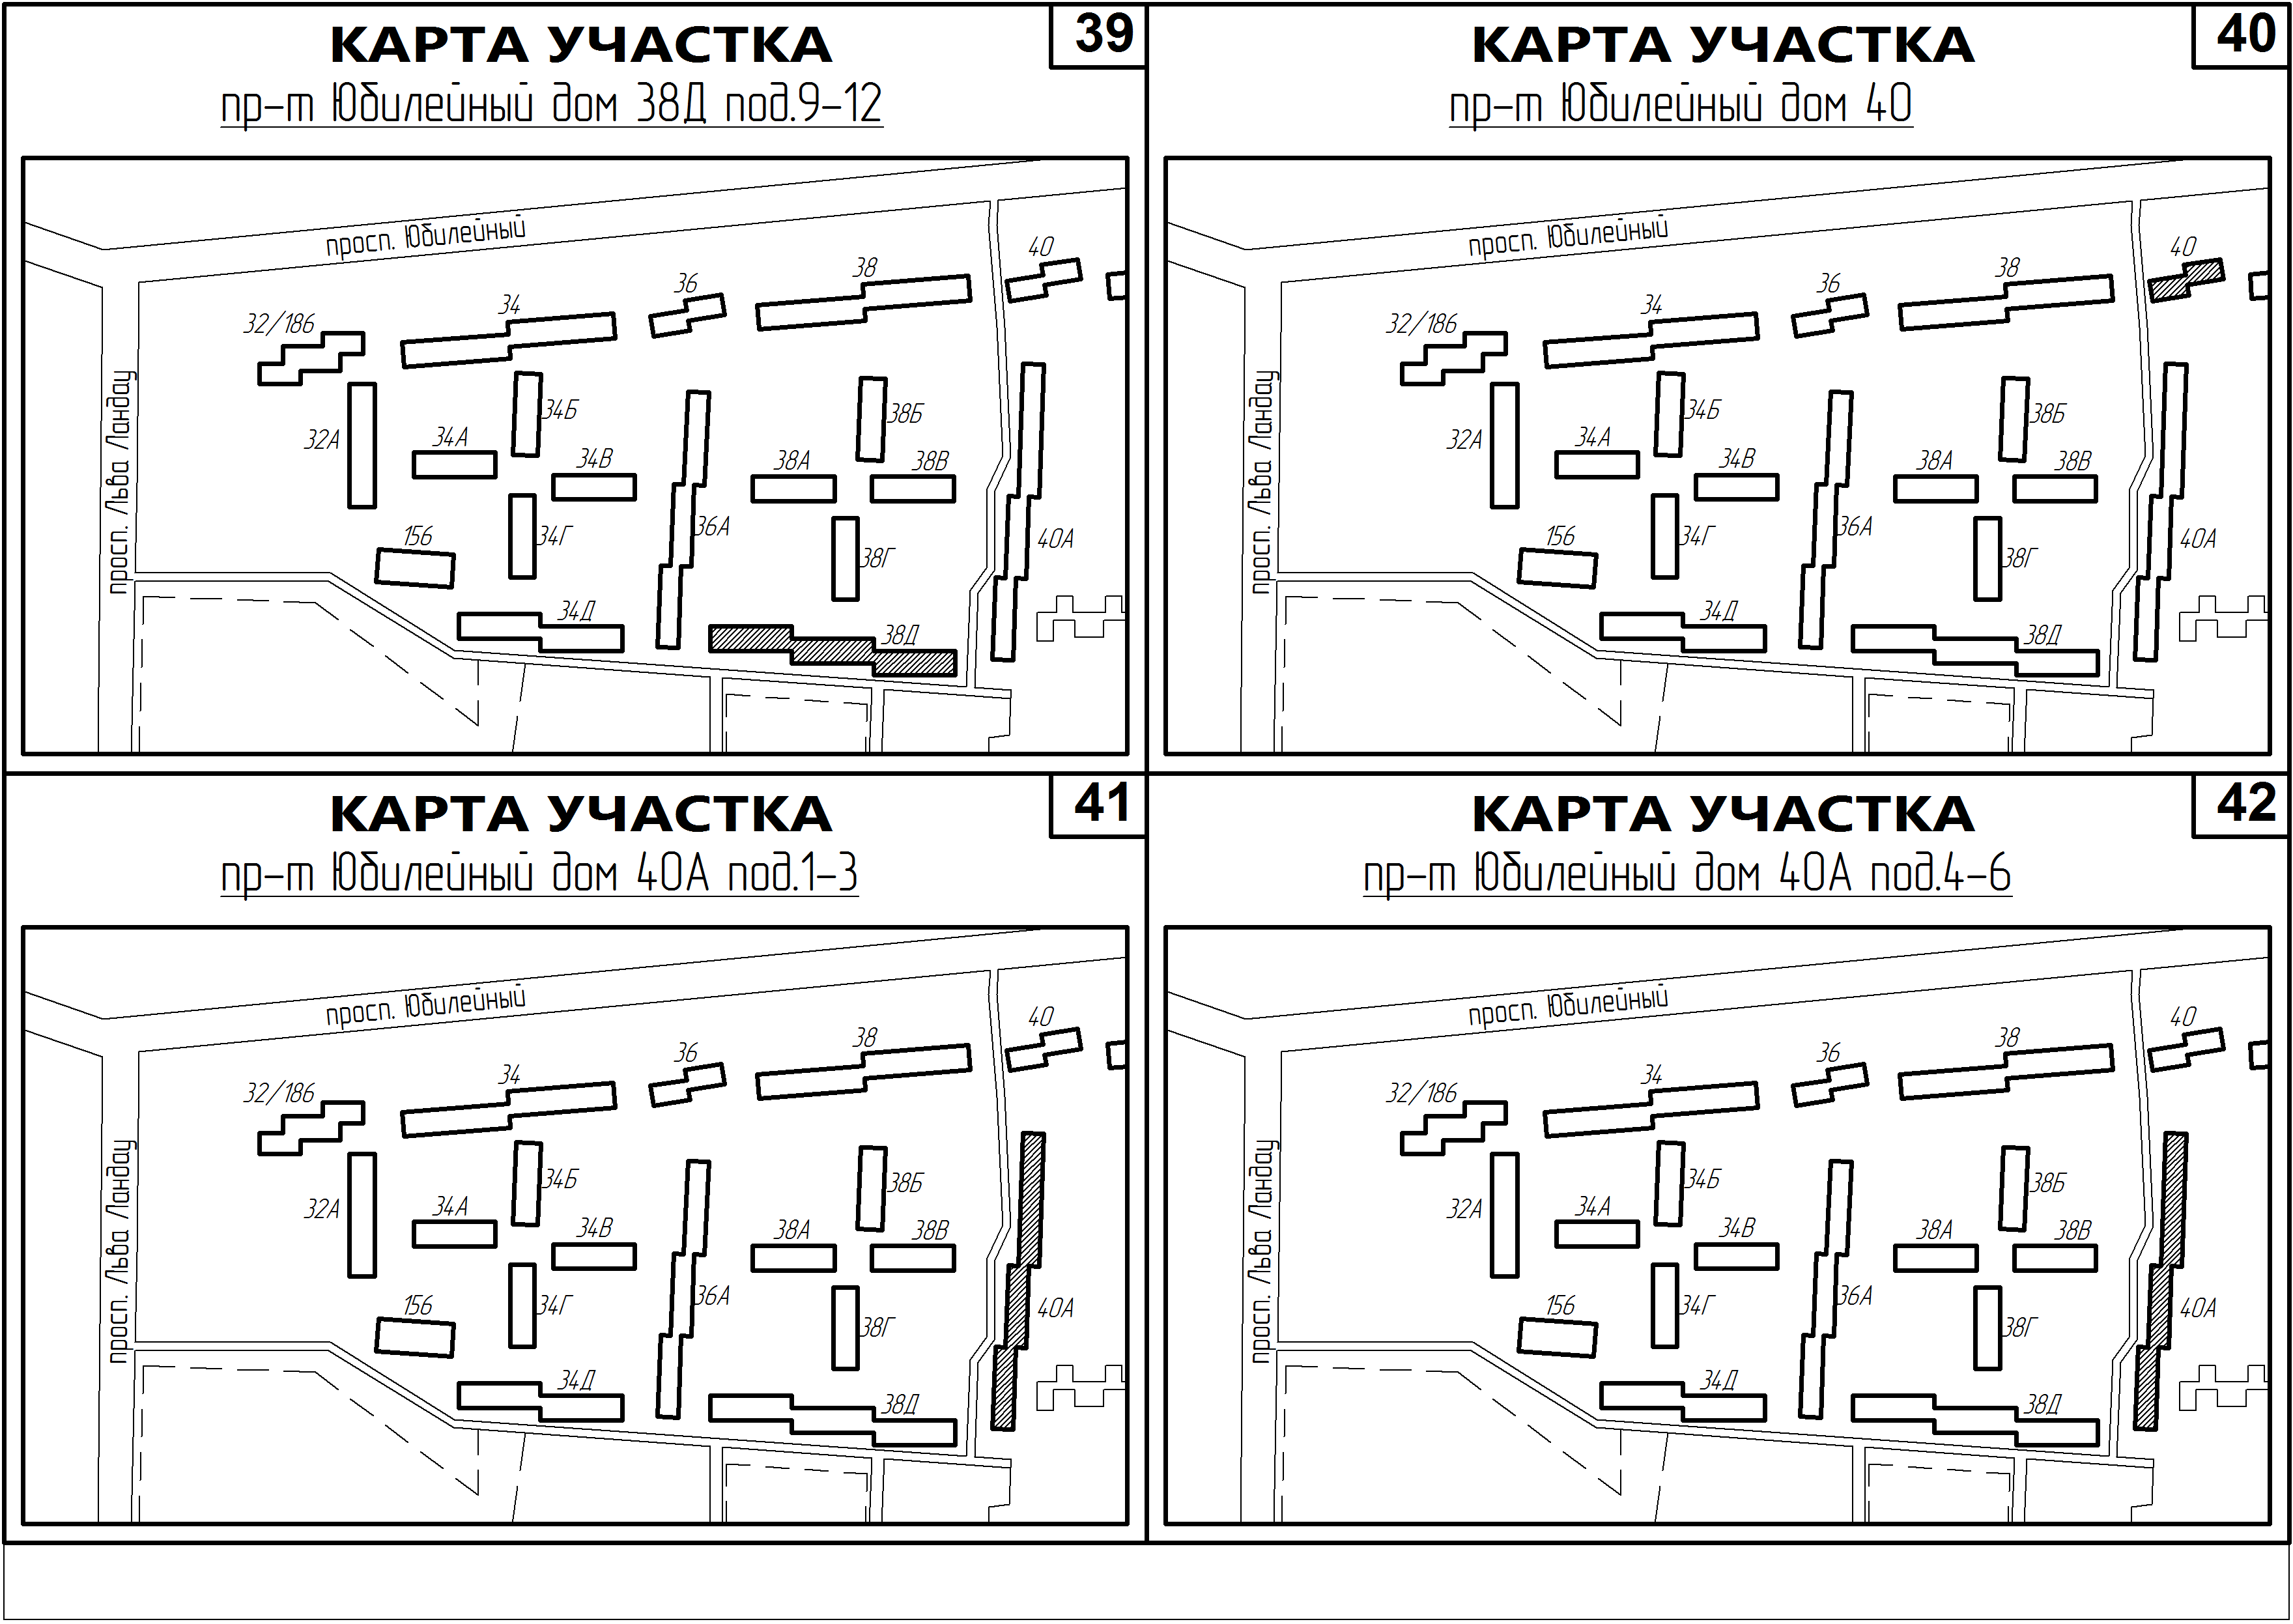 39
КАРТА УЧАСТКА
пр-т Юбилейный дом 38Д под.9-12
просп. Юбилейный
40
38
36
34
32/186
просп. Льва Ландау
34Б
38Б
32А
34А
34В
38А
38В
156
34Г
36А
38Г
40А
34Д
38Д
40
КАРТА УЧАСТКА
пр-т Юбилейный дом 40
просп. Юбилейный
40
38
36
34
32/186
просп. Льва Ландау
34Б
38Б
32А
34А
34В
38А
38В
156
34Г
36А
38Г
40А
34Д
38Д
41
КАРТА УЧАСТКА
пр-т Юбилейный дом 40А под.1-3
просп. Юбилейный
40
38
36
34
32/186
просп. Льва Ландау
34Б
38Б
32А
34А
34В
38А
38В
156
34Г
36А
38Г
40А
34Д
38Д
42
КАРТА УЧАСТКА
пр-т Юбилейный дом 40А под.4-6
просп. Юбилейный
40
38
36
34
32/186
просп. Льва Ландау
34Б
38Б
32А
34А
34В
38А
38В
156
34Г
36А
38Г
40А
34Д
38Д